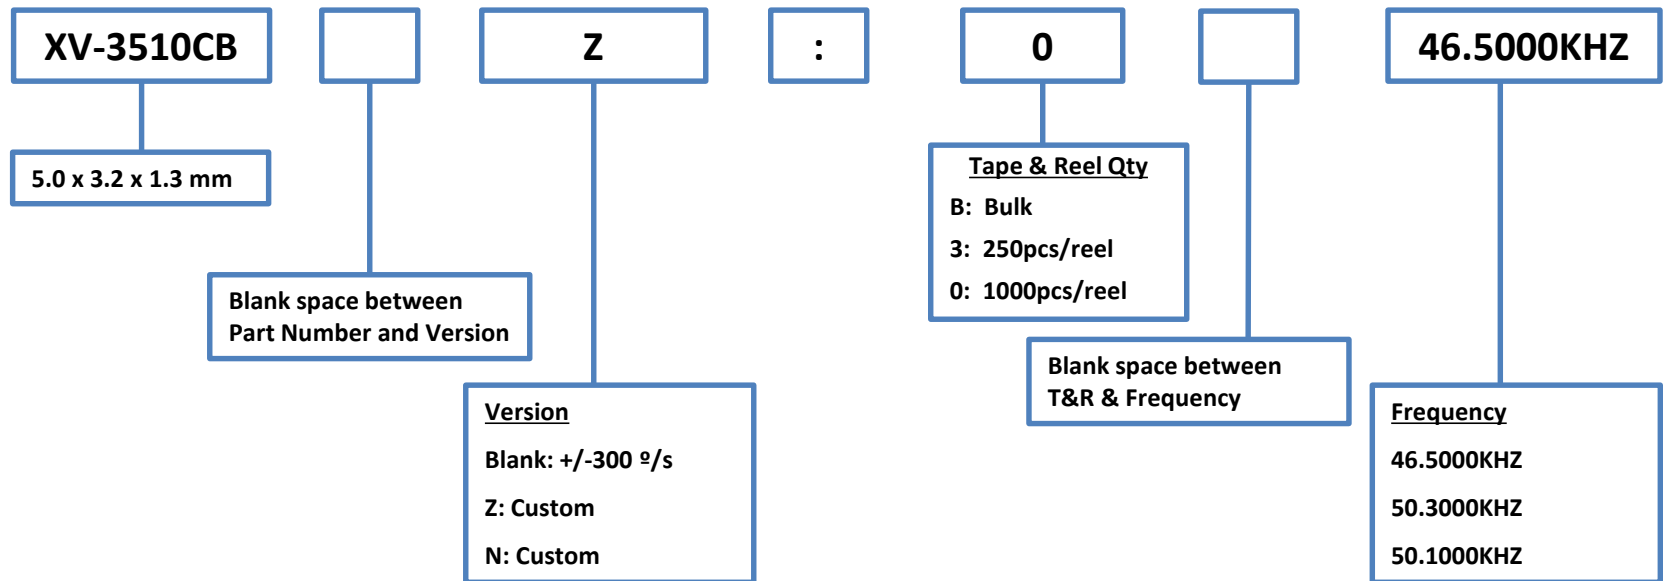 XV-3510CB Z : 0 46.5000KHZ
5.0 x 3.2 x 1.3 mm
Blank space between
Part Number and Version
Version
Blank: +/-300 º/s
Z: Custom
N: Custom
Tape & Reel Qty
B: Bulk
3: 250pcs/reel
0: 1000pcs/reel
Blank space between
T&R & Frequency
Frequency
46.5000KHZ
50.3000KHZ
50.1000KHZ